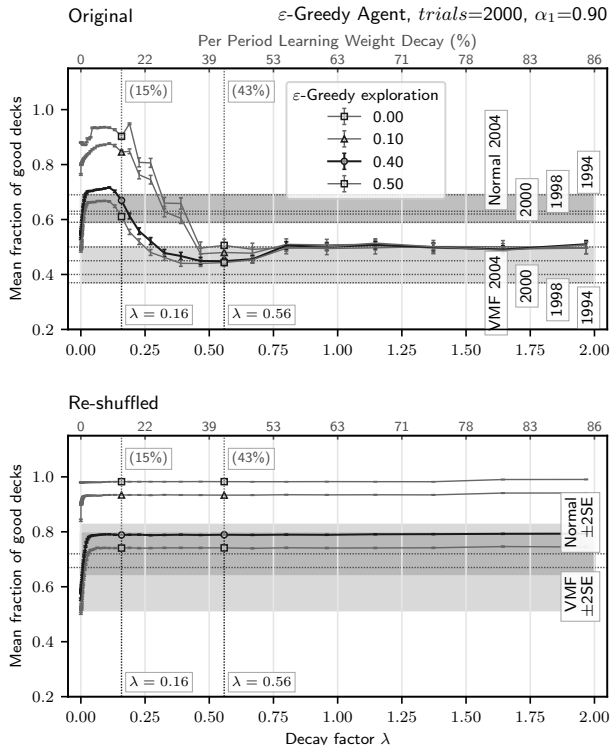 Original
ε-Greedy Agent, trials=2000, α₁=0.90
Per Period Learning Weight Decay (%)
0 22 39 53 63 71 78 83 86
(15%) (43%)
ε-Greedy exploration
0.00
0.10
0.40
0.50
Normal 2004
2000
1998
1994
VMF 2004
2000
1998
1994
Mean fraction of good decks
1.0
0.8
0.6
0.4
0.2
λ = 0.16 λ = 0.56
0.00 0.25 0.50 0.75 1.00 1.25 1.50 1.75 2.00
Re-shuffled
0 22 39 53 63 71 78 83 86
(15%) (43%)
Normal
±2SE
VMF
±2SE
Mean fraction of good decks
1.0
0.8
0.6
0.4
0.2
λ = 0.16 λ = 0.56
0.00 0.25 0.50 0.75 1.00 1.25 1.50 1.75 2.00
Decay factor λ